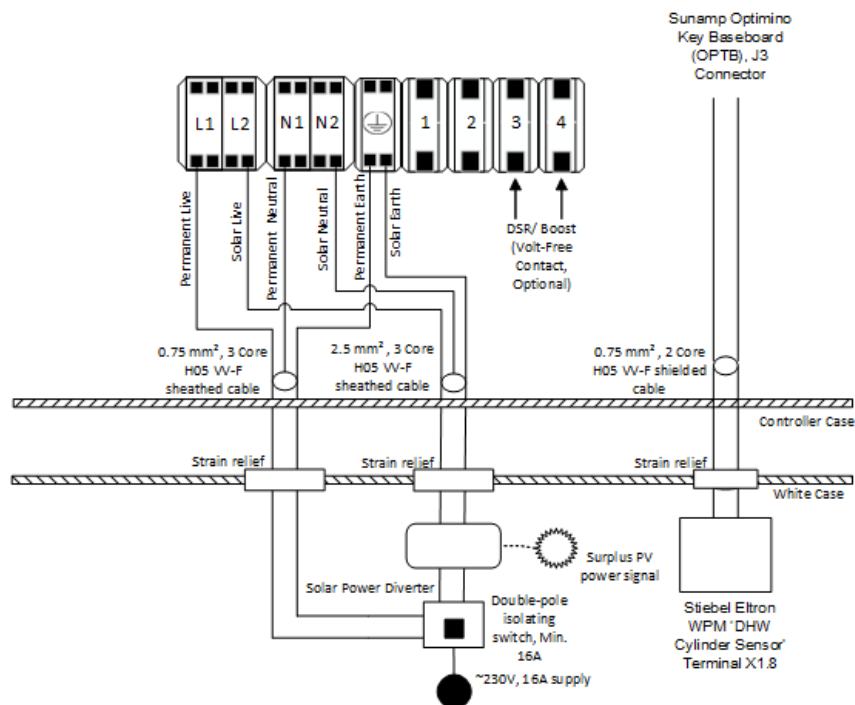 Sunamp Optimino
Key Baseboard
(OPTB), J3
Connector
L1 L2 N1 N2 1 2 3 4
Permanent Live
Solar Live
Permanent Neutral
Solar Neutral
Permanent Earth
Solar Earth
DSR/ Boost
(Volt-Free
Contact,
Optional)
0.75 mm², 3 Core
H05 VV-F
sheathed cable
2.5 mm², 3 Core
H05 VV-F
sheathed cable
0.75 mm², 2 Core
H05 VV-F shielded
cable
Controller Case
Strain relief
Strain relief
Strain relief
White Case
Surplus PV
power signal
Solar Power Diverter
Double-pole
isolating
switch, Min.
16A
~230V, 16A supply
Stiebel Eltron
WPM 'DHW
Cylinder Sensor'
Terminal X1.8